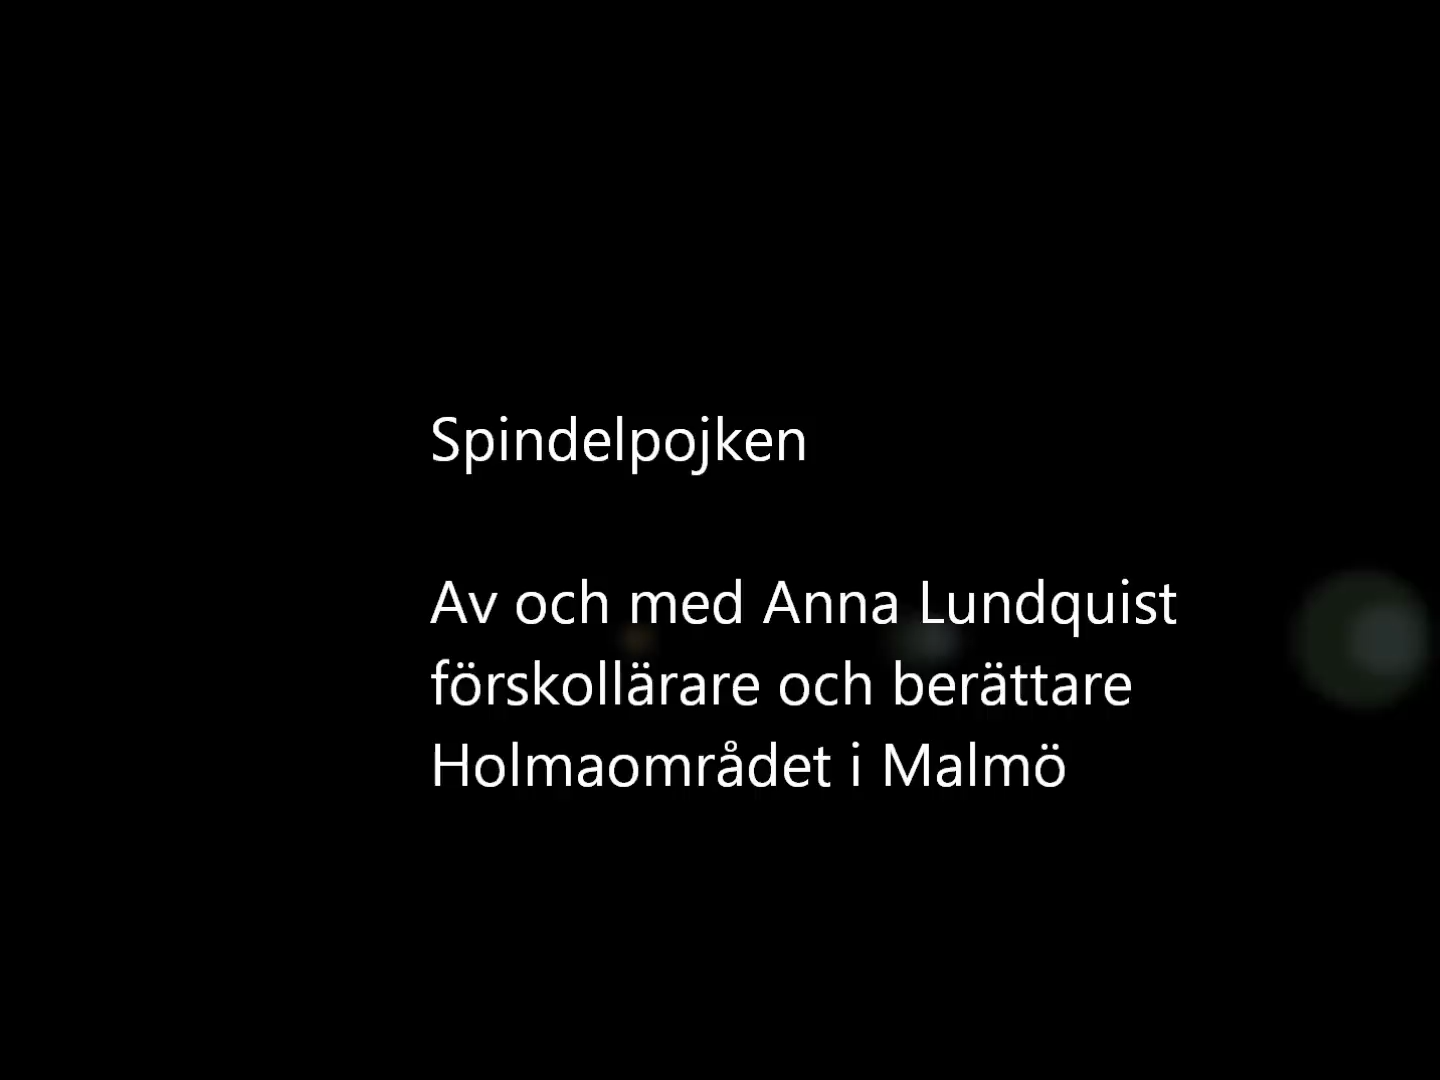 Spindelpojken
Av och med Anna Lundquist
förskollärare och berättare
Holmaområdet i Malmö